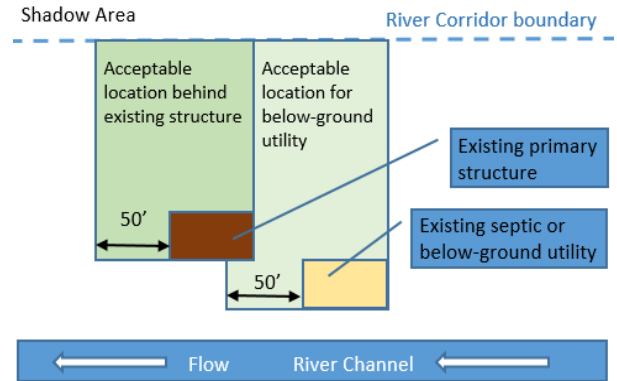 Shadow Area
River Corridor boundary
Acceptable
location behind
existing structure
Acceptable
location for
below-ground
utility
Existing primary
structure
50’
Existing septic or
below-ground utility
50’
Flow
River Channel